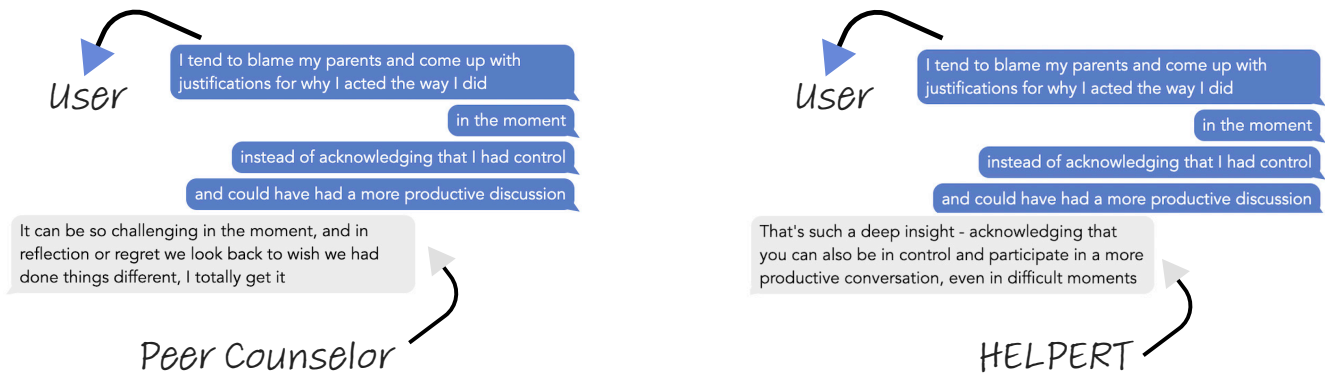 I tend to blame my parents and come up with
justifications for why I acted the way I did
User
in the moment
instead of acknowledging that I had control
and could have had a more productive discussion
It can be so challenging in the moment, and in
reflection or regret we look back to wish we had
done things different, I totally get it
Peer Counselor
I tend to blame my parents and come up with
justifications for why I acted the way I did
User
in the moment
instead of acknowledging that I had control
and could have had a more productive discussion
That's such a deep insight - acknowledging that
you can also be in control and participate in a more
productive conversation, even in difficult moments
HELPERT